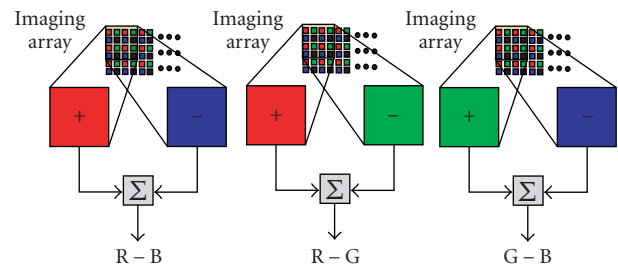 Imaging
array
Imaging
array
Imaging
array
+
−
+
−
+
−
Σ
Σ
Σ
R − B
R − G
G − B